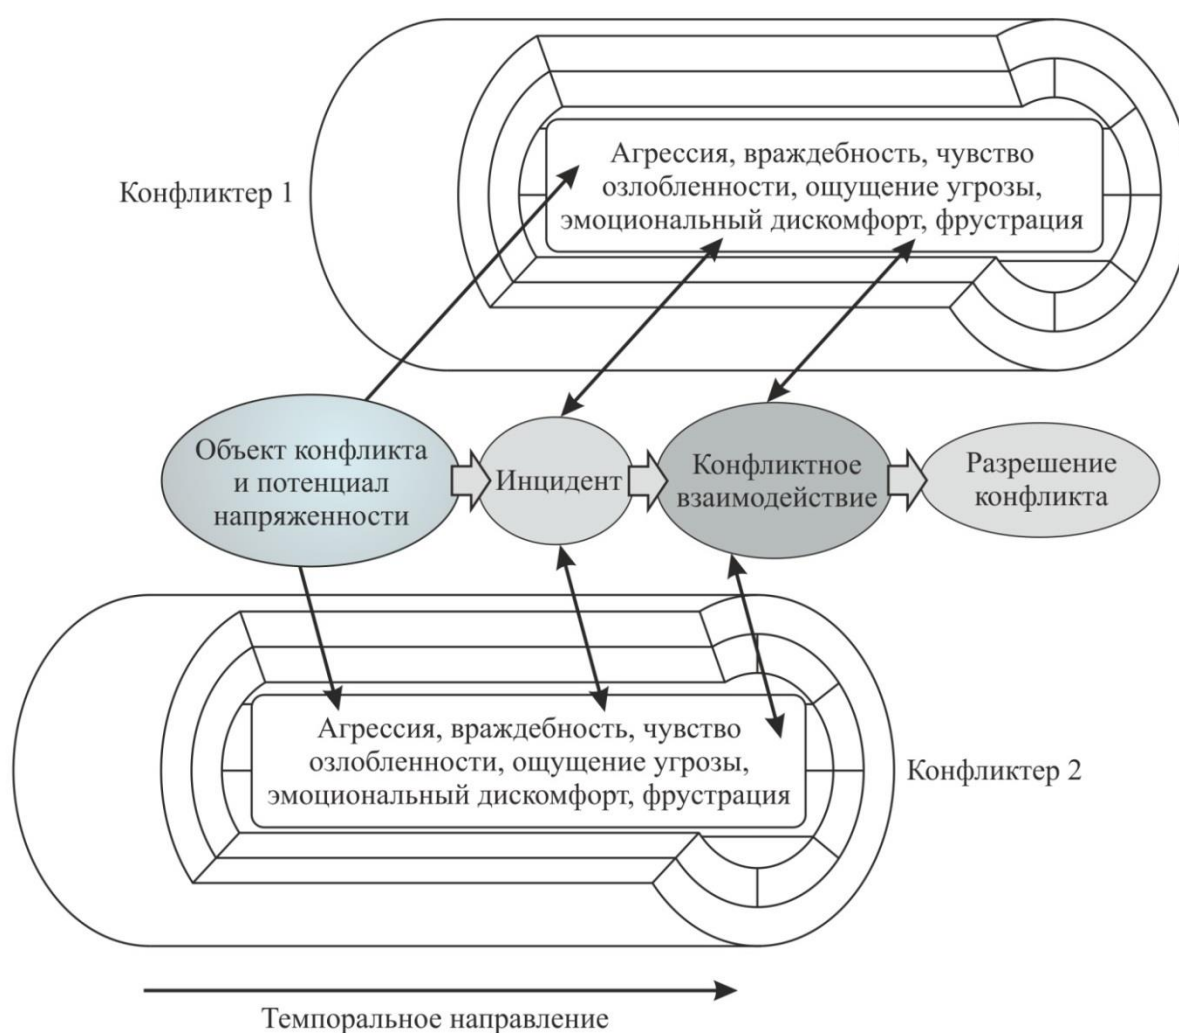 Конфликтер 1
Агрессия, враждебность, чувство
озлобленности, ощущение угрозы,
эмоциональный дискомфорт, фрустрация
Объект конфликта
и потенциал
напряженности
Инцидент
Конфликтное
взаимодействие
Разрешение
конфликта
Агрессия, враждебность, чувство
озлобленности, ощущение угрозы,
эмоциональный дискомфорт, фрустрация
Конфликтер 2
Темпоральное направление